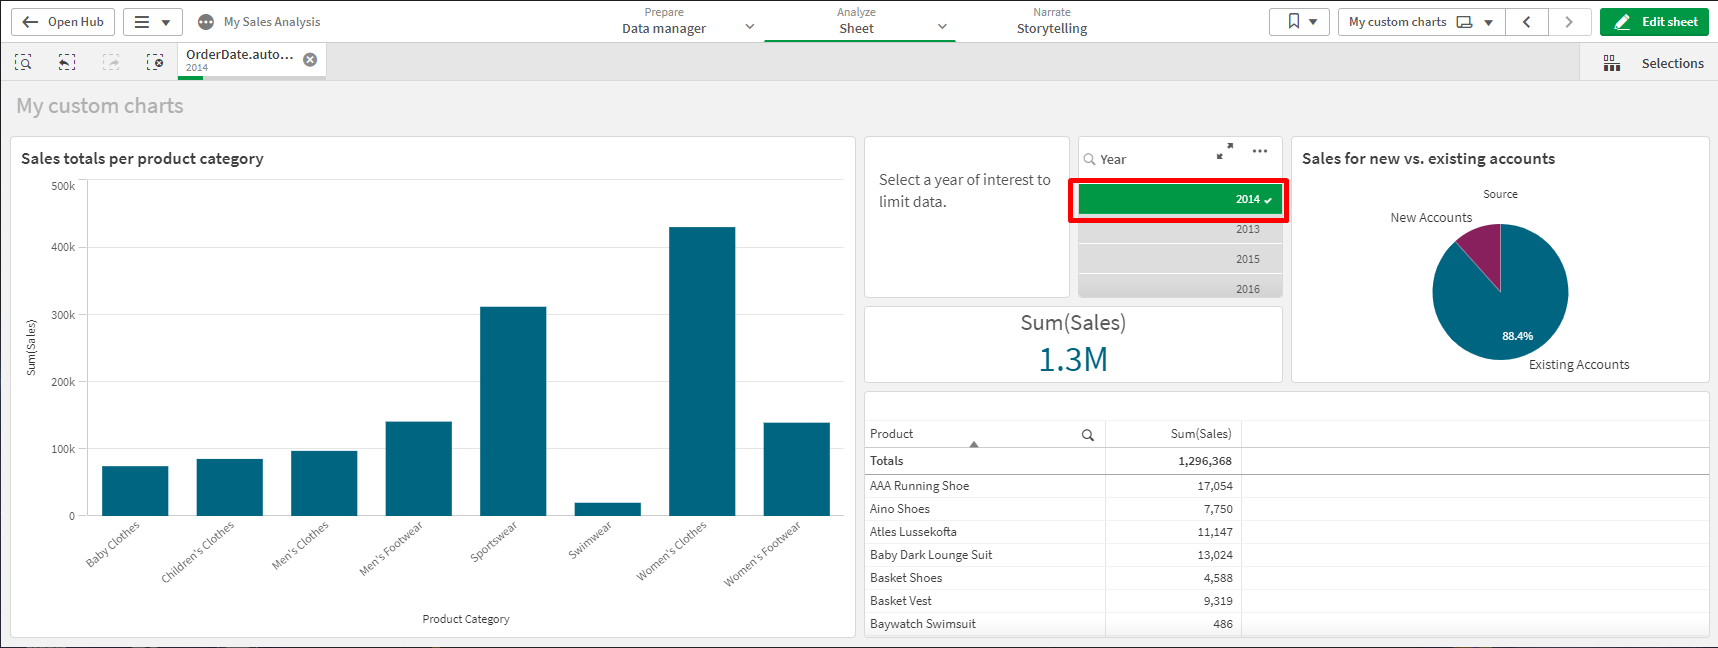 Open Hub
My Sales Analysis
Prepare
Data manager
Analyze
Sheet
Narrate
Storytelling
My custom charts
Edit sheet
OrderDate.auto...
2014
Selections
My custom charts
Sales totals per product category
500k
400k
300k
200k
100k
0
Sum(Sales)
Baby Clothes
Children's Clothes
Men's Clothes
Men's Footwear
Sportswear
Swimwear
Women's Clothes
Women's Footwear
Product Category
Select a year of interest to
limit data.
Year
2014
2013
2015
2016
Sum(Sales)
1.3M
Sales for new vs. existing accounts
Source
New Accounts
88.4%
Existing Accounts
Product Sum(Sales)
Totals 1,296,368
AAA Running Shoe 17,054
Aino Shoes 7,750
Atles Lussekofta 11,147
Baby Dark Lounge Suit 13,024
Basket Shoes 4,588
Basket Vest 9,319
Baywatch Swimsuit 486